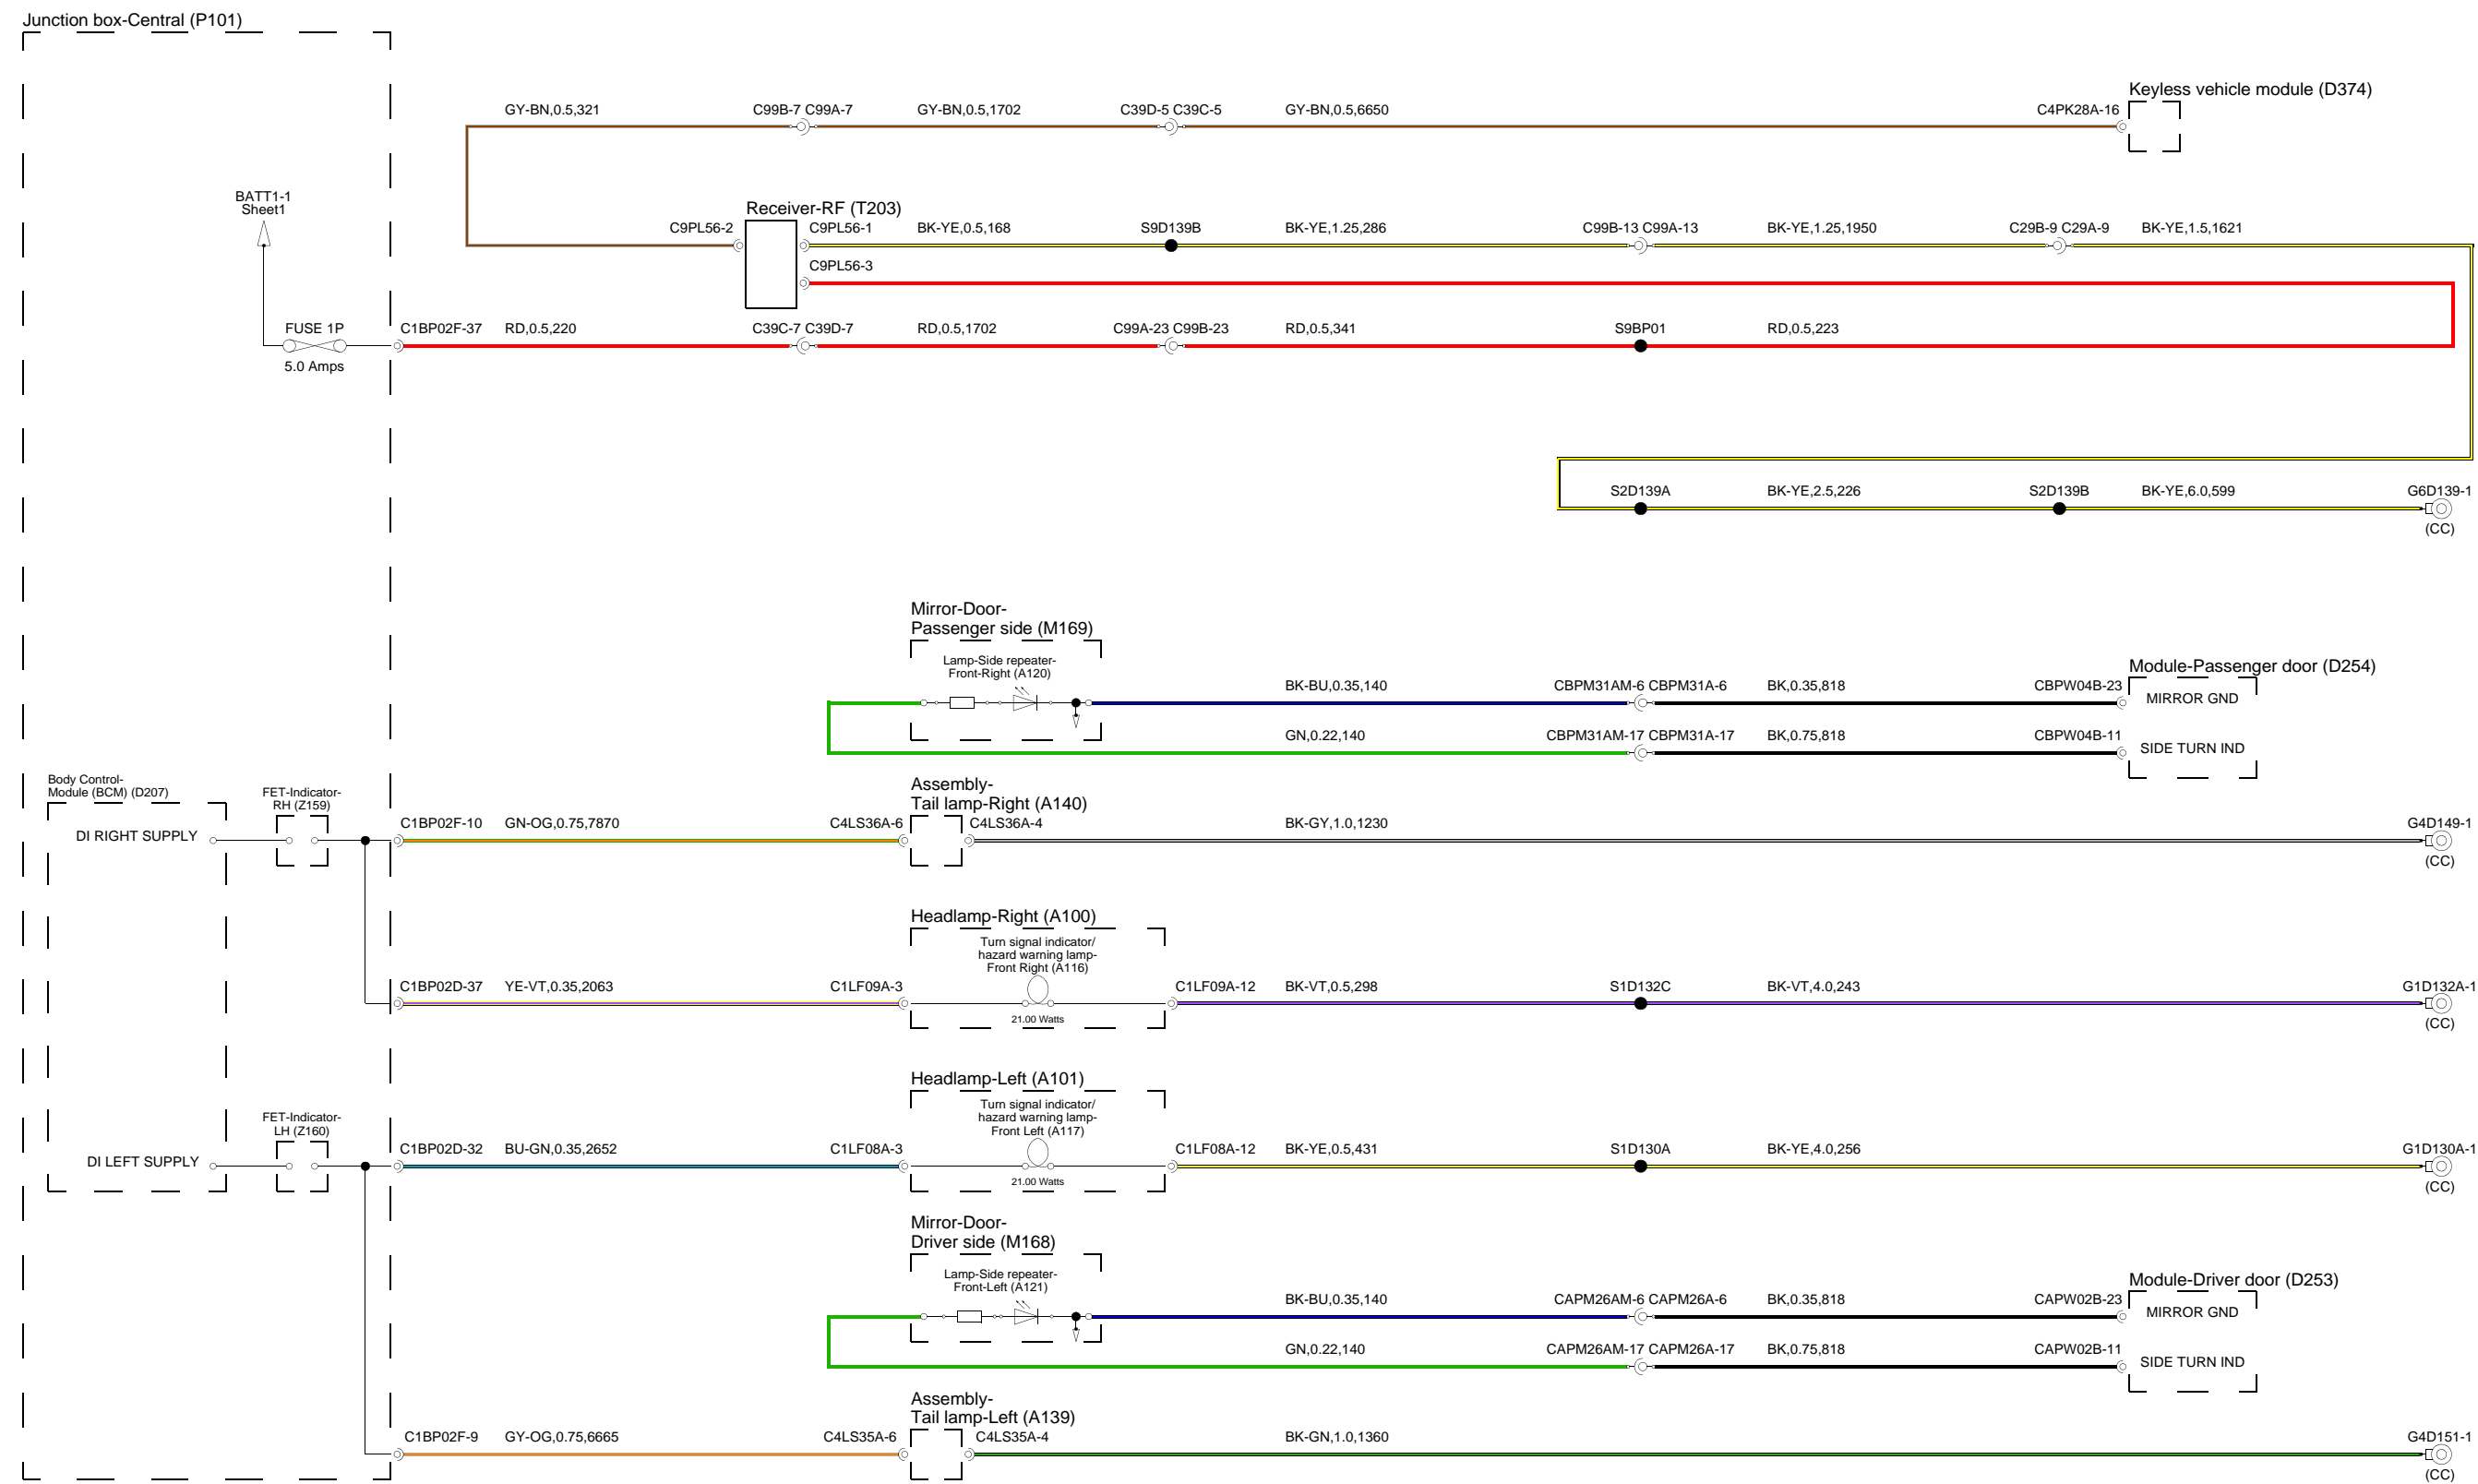 Junction box-Central (P101)
GY-BN,0.5,321
C99B-7 C99A-7
GY-BN,0.5,1702
C39D-5 C39C-5
GY-BN,0.5,6650
C4PK28A-16
Keyless vehicle module (D374)
BATT1-1
Sheet1
Receiver-RF (T203)
C9PL56-2
C9PL56-1
BK-YE,0.5,168
S9D139B
BK-YE,1.25,286
C99B-13 C99A-13
BK-YE,1.25,1950
C29B-9 C29A-9
BK-YE,1.5,1621
C9PL56-3
FUSE 1P
5.0 Amps
C1BP02F-37
RD,0.5,220
C39C-7 C39D-7
RD,0.5,1702
C99A-23 C99B-23
RD,0.5,341
S9BP01
RD,0.5,223
S2D139A
BK-YE,2.5,226
S2D139B
BK-YE,6.0,599
G6D139-1
(CC)
Mirror-Door-
Passenger side (M169)
Lamp-Side repeater-
Front-Right (A120)
BK-BU,0.35,140
CBPM31AM-6 CBPM31A-6
BK,0.35,818
CBPW04B-23
Module-Passenger door (D254)
MIRROR GND
GN,0.22,140
CBPM31AM-17 CBPM31A-17
BK,0.75,818
CBPW04B-11
SIDE TURN IND
Body Control-
Module (BCM) (D207)
DI RIGHT SUPPLY
FET-Indicator-
RH (Z159)
C1BP02F-10
GN-OG,0.75,7870
C4LS36A-6
Assembly-
Tail lamp-Right (A140)
C4LS36A-4
BK-GY,1.0,1230
G4D149-1
(CC)
Headlamp-Right (A100)
Turn signal indicator/
hazard warning lamp-
Front Right (A116)
21.00 Watts
C1BP02D-37
YE-VT,0.35,2063
C1LF09A-3
C1LF09A-12
BK-VT,0.5,298
S1D132C
BK-VT,4.0,243
G1D132A-1
(CC)
Headlamp-Left (A101)
Turn signal indicator/
hazard warning lamp-
Front Left (A117)
21.00 Watts
DI LEFT SUPPLY
FET-Indicator-
LH (Z160)
C1BP02D-32
BU-GN,0.35,2652
C1LF08A-3
C1LF08A-12
BK-YE,0.5,431
S1D130A
BK-YE,4.0,256
G1D130A-1
(CC)
Mirror-Door-
Driver side (M168)
Lamp-Side repeater-
Front-Left (A121)
BK-BU,0.35,140
CAPM26AM-6 CAPM26A-6
BK,0.35,818
CAPW02B-23
Module-Driver door (D253)
MIRROR GND
GN,0.22,140
CAPM26AM-17 CAPM26A-17
BK,0.75,818
CAPW02B-11
SIDE TURN IND
C1BP02F-9
GY-OG,0.75,6665
C4LS35A-6
Assembly-
Tail lamp-Left (A139)
C4LS35A-4
BK-GN,1.0,1360
G4D151-1
(CC)